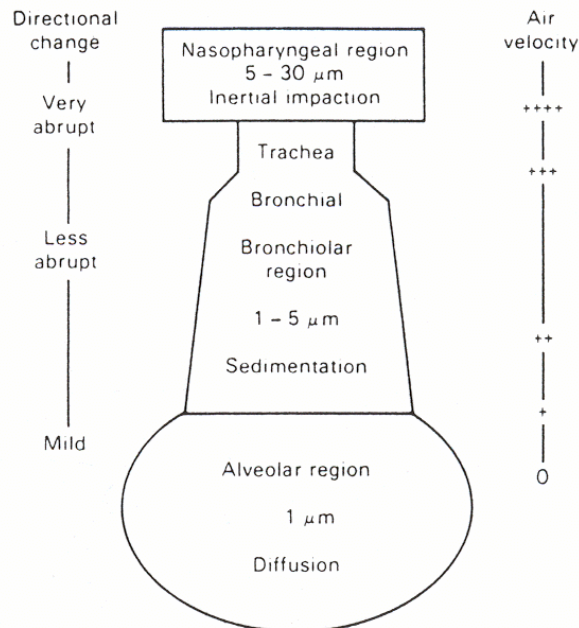 Directional
change
Very
abrupt
Less
abrupt
Mild
Nasopharyngeal region
5 - 30 μm
Inertial impaction
Trachea
Bronchial
Bronchiolar
region
1 - 5 μm
Sedimentation
Alveolar region
1 μm
Diffusion
Air
velocity
++++
+++
++
+
0